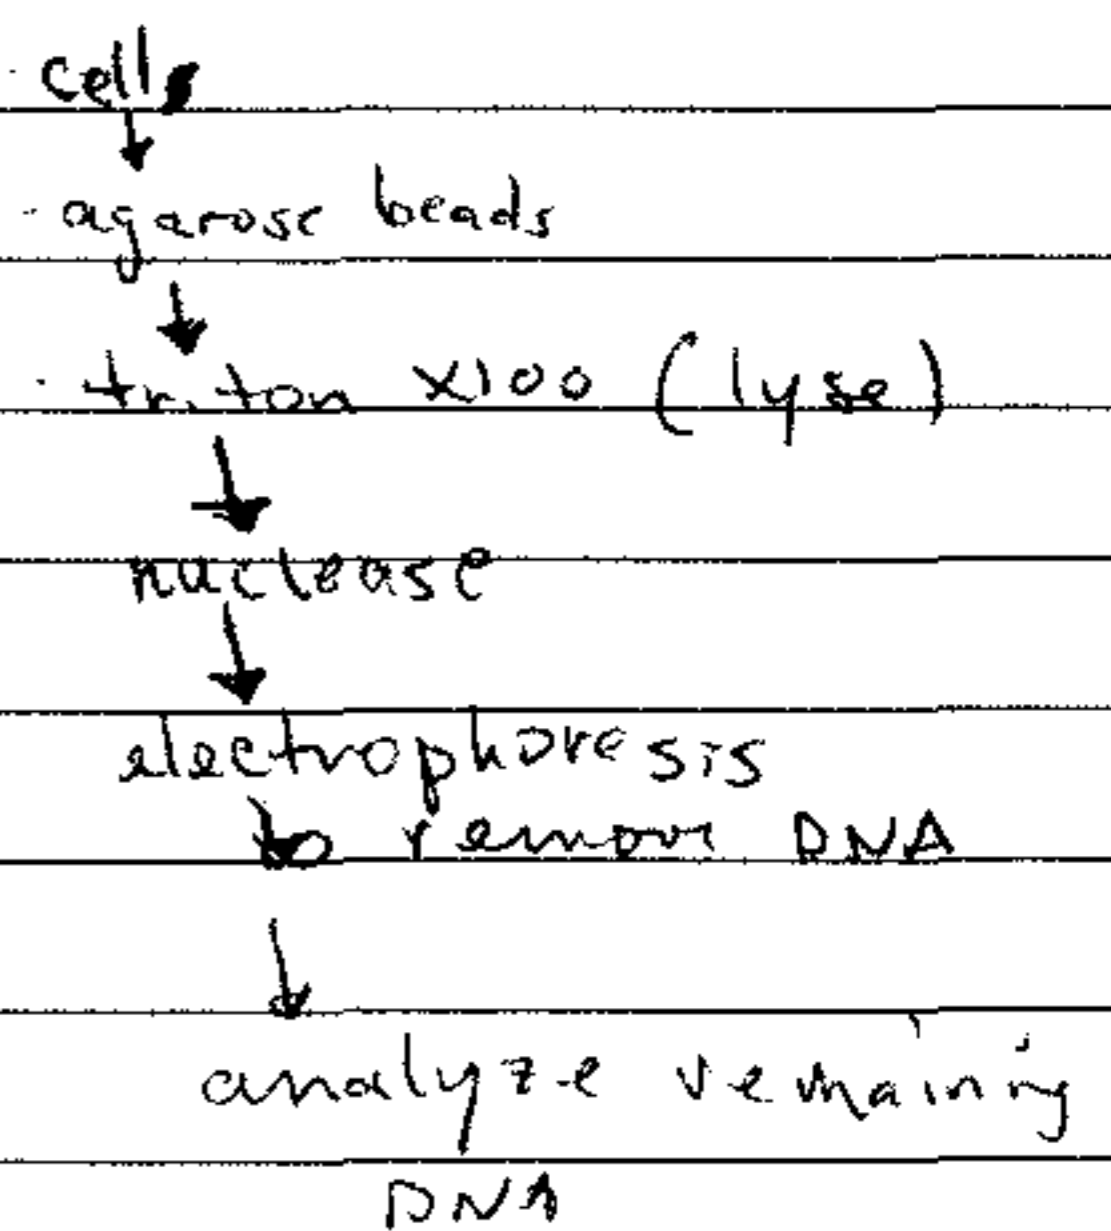 · cells
↓
· agarose beads
↓
· triton X100 (lyse)
↓
nuclease
↓
electrophoresis
to remove DNA
↓
analyze remaining
DNA